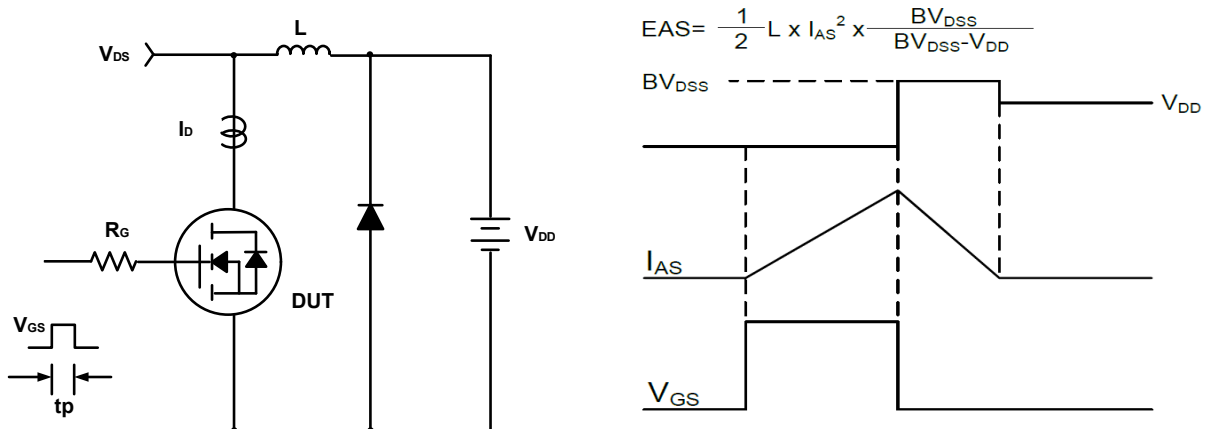 L
VDS
ID
RG
VDD
DUT
VGS
tp
EAS= 1/2 L x IAS² x BVDSS/BVDSS-VDD
BVDSS
VDD
IAS
VGS